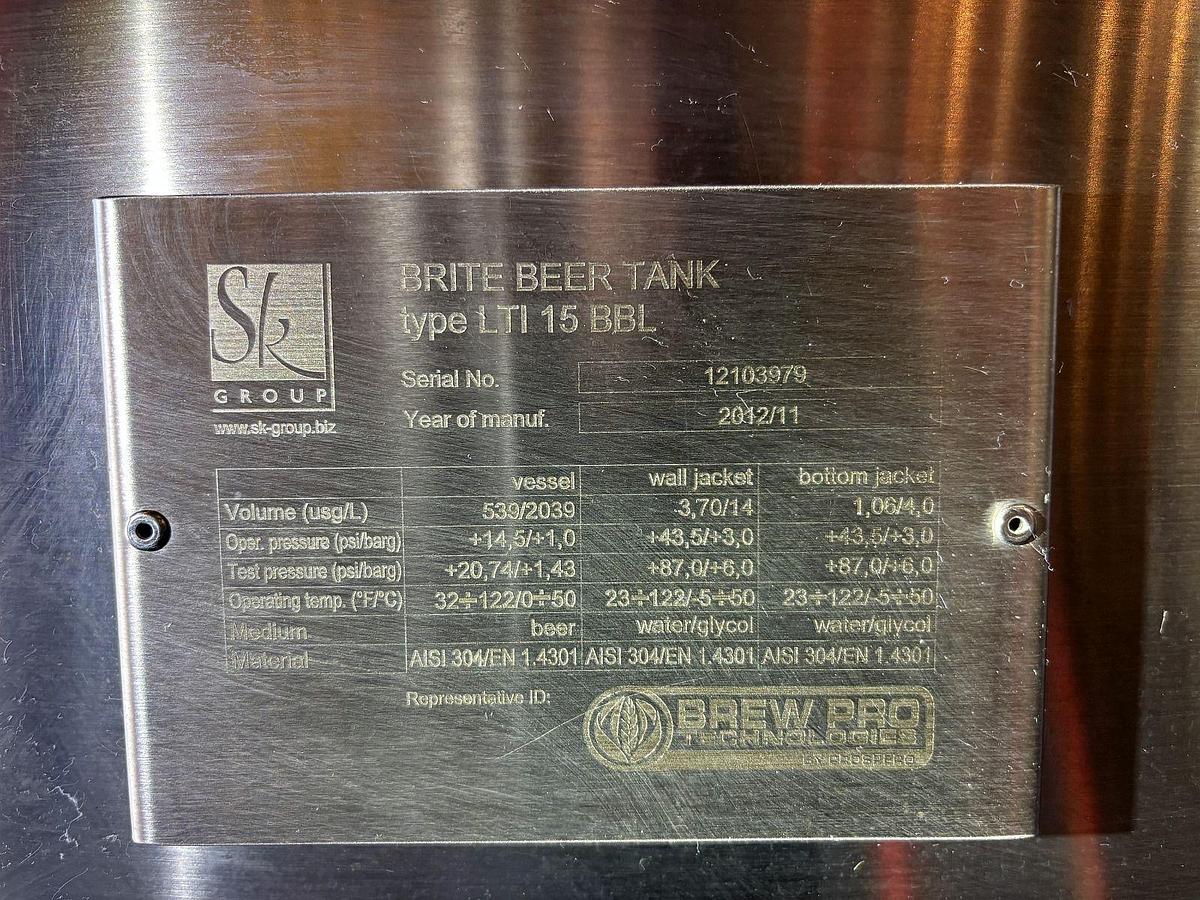 Sk
GROUP
www.sk-group.biz
BRITE BEER TANK
type LTI 15 BBL
Serial No. 12103979
Year of manuf. 2012/11
vessel wall jacket bottom jacket
Volume (usg/L) 539/2039 3,70/14 1,06/4,0
Oper. pressure (psi/barg) +14,5/+1,0 +43,5/+3,0 +43,5/+3,0
Test pressure (psi/barg) +20,74/+1,43 +87,0/+6,0 +87,0/+6,0
Operating temp. (°F/°C) 32÷122/0÷50 23÷122/-5÷50 23÷122/-5÷50
Medium beer water/glycol water/glycol
Material AISI 304/EN 1.4301 AISI 304/EN 1.4301 AISI 304/EN 1.4301
Representative ID:
BREW PRO
TECHNOLOGIES
BY PROSPERO